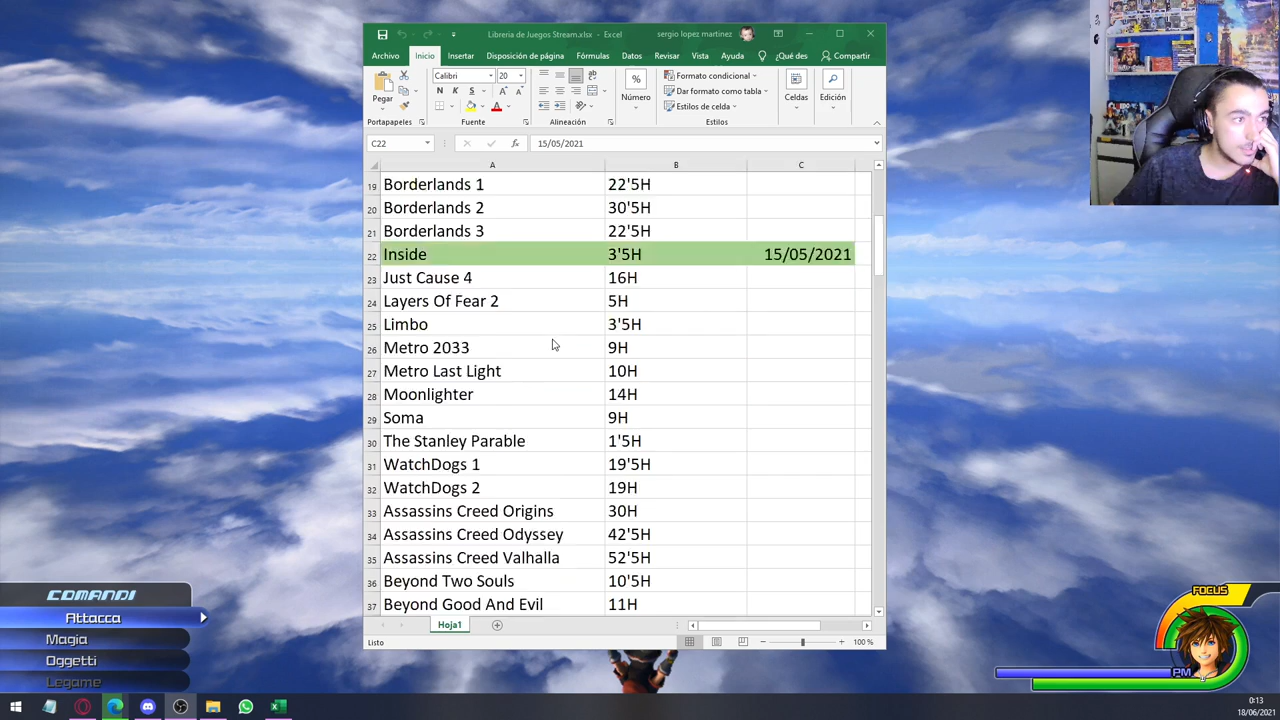 Libreria de Juegos Stream.xlsx - Excel
sergio lopez martinez
Archivo Inicio Insertar Disposición de página Fórmulas Datos Revisar Vista Ayuda ¿Qué des Compartir
Pegar
Calibri 20
N K S
Número
Formato condicional
Dar formato como tabla
Estilos de celda
Celdas
Edición
Portapapeles Fuente Alineación Estilos
C22 fx 15/05/2021
A B C
19 Borderlands 1 22'5H
20 Borderlands 2 30'5H
21 Borderlands 3 22'5H
22 Inside 3'5H 15/05/2021
23 Just Cause 4 16H
24 Layers Of Fear 2 5H
25 Limbo 3'5H
26 Metro 2033 9H
27 Metro Last Light 10H
28 Moonlighter 14H
29 Soma 9H
30 The Stanley Parable 1'5H
31 WatchDogs 1 19'5H
32 WatchDogs 2 19H
33 Assassins Creed Origins 30H
34 Assassins Creed Odyssey 42'5H
35 Assassins Creed Valhalla 52'5H
36 Beyond Two Souls 10'5H
37 Beyond Good And Evil 11H
Hoja1
Listo
100 %
COMANDI
Attacca
Magia
Oggetti
Legame
FOCUS
PM
0:13
18/06/2021